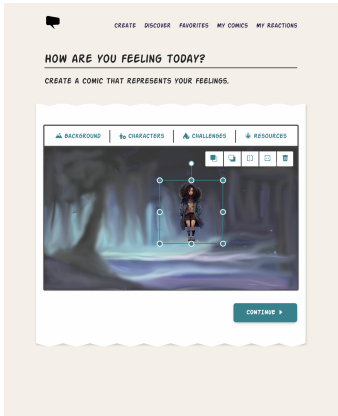 CREATE DISCOVER FAVORITES MY COMICS MY REACTIONS
HOW ARE YOU FEELING TODAY?
CREATE A COMIC THAT REPRESENTS YOUR FEELINGS.
BACKGROUND CHARACTERS CHALLENGES RESOURCES
CONTINUE